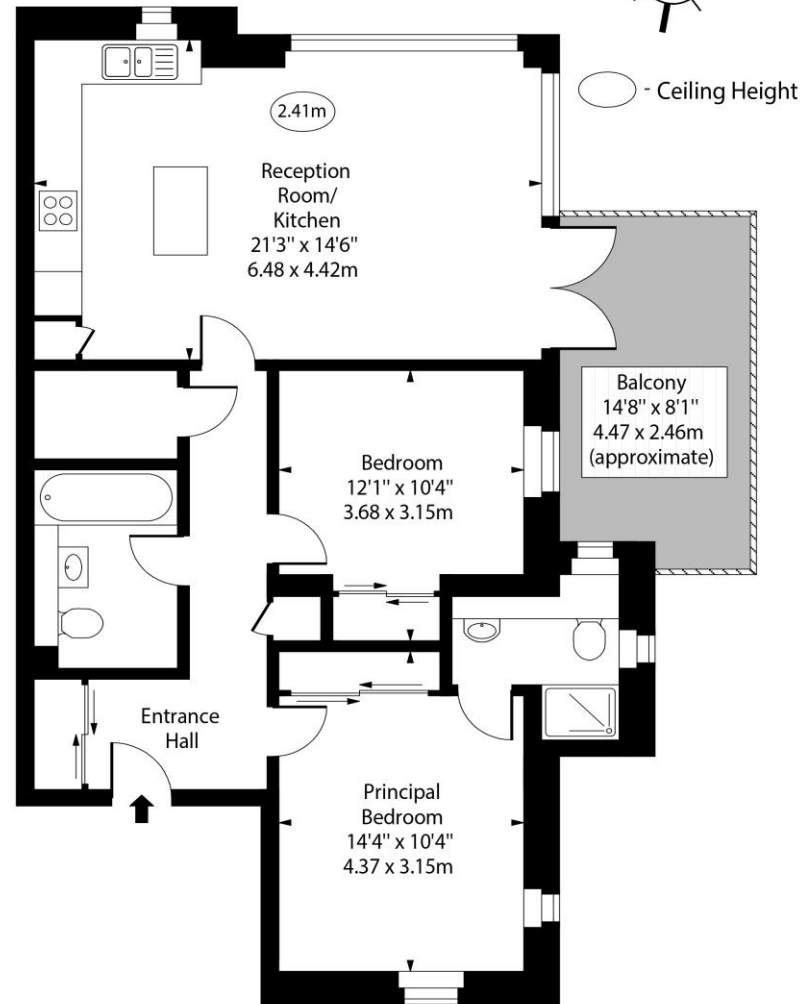 - Ceiling Height
2.41m
Reception
Room/
Kitchen
21'3" x 14'6"
6.48 x 4.42m
Balcony
14'8" x 8'1"
4.47 x 2.46m
(approximate)
Bedroom
12'1" x 10'4"
3.68 x 3.15m
Entrance
Hall
Principal
Bedroom
14'4" x 10'4"
4.37 x 3.15m